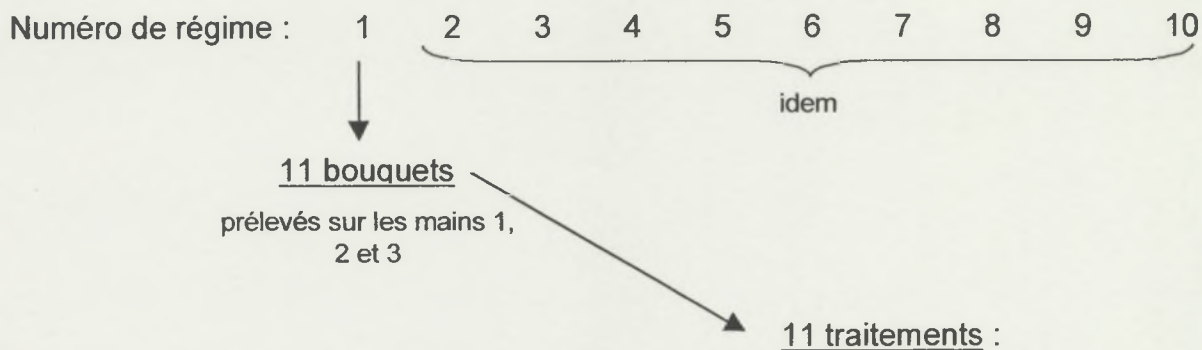 Numéro de régime : 1 2 3 4 5 6 7 8 9 10
idem
11 bouquets
prélevés sur les mains 1,
2 et 3
11 traitements :